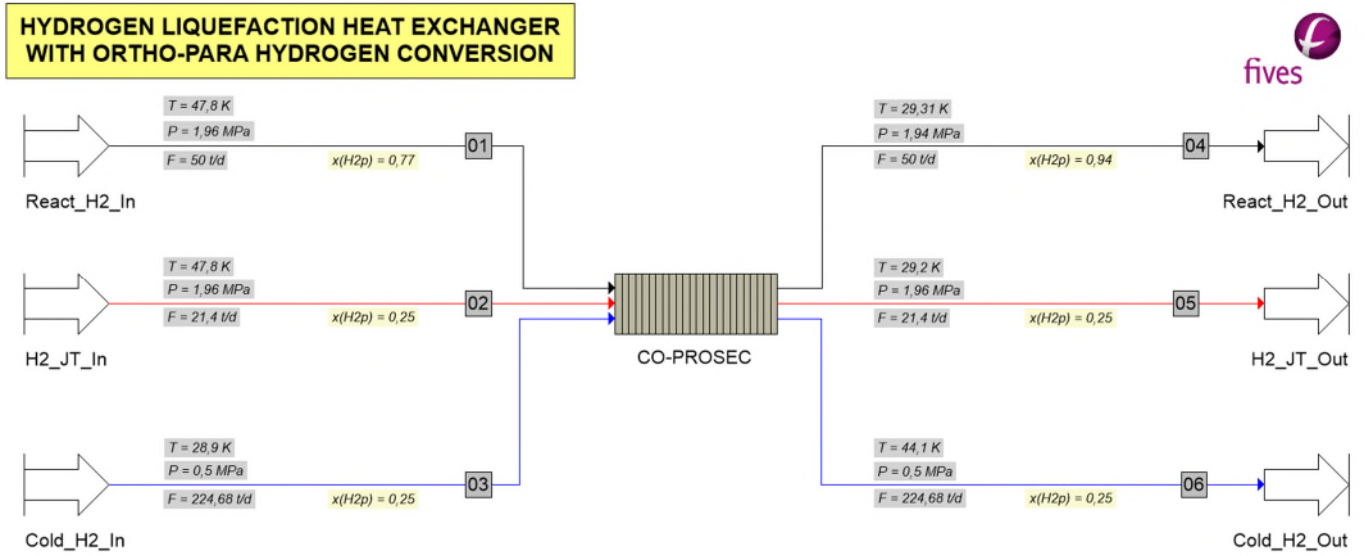 HYDROGEN LIQUEFACTION HEAT EXCHANGER
WITH ORTHO-PARA HYDROGEN CONVERSION
fives
T = 47,8 K
P = 1,96 MPa
F = 50 t/d
x(H2p) = 0,77
01
React_H2_In
T = 29,31 K
P = 1,94 MPa
F = 50 t/d
x(H2p) = 0,94
04
React_H2_Out
T = 47,8 K
P = 1,96 MPa
F = 21,4 t/d
x(H2p) = 0,25
02
H2_JT_In
CO-PROSEC
T = 29,2 K
P = 1,96 MPa
F = 21,4 t/d
x(H2p) = 0,25
05
H2_JT_Out
T = 28,9 K
P = 0,5 MPa
F = 224,68 t/d
x(H2p) = 0,25
03
Cold_H2_In
T = 44,1 K
P = 0,5 MPa
F = 224,68 t/d
x(H2p) = 0,25
06
Cold_H2_Out